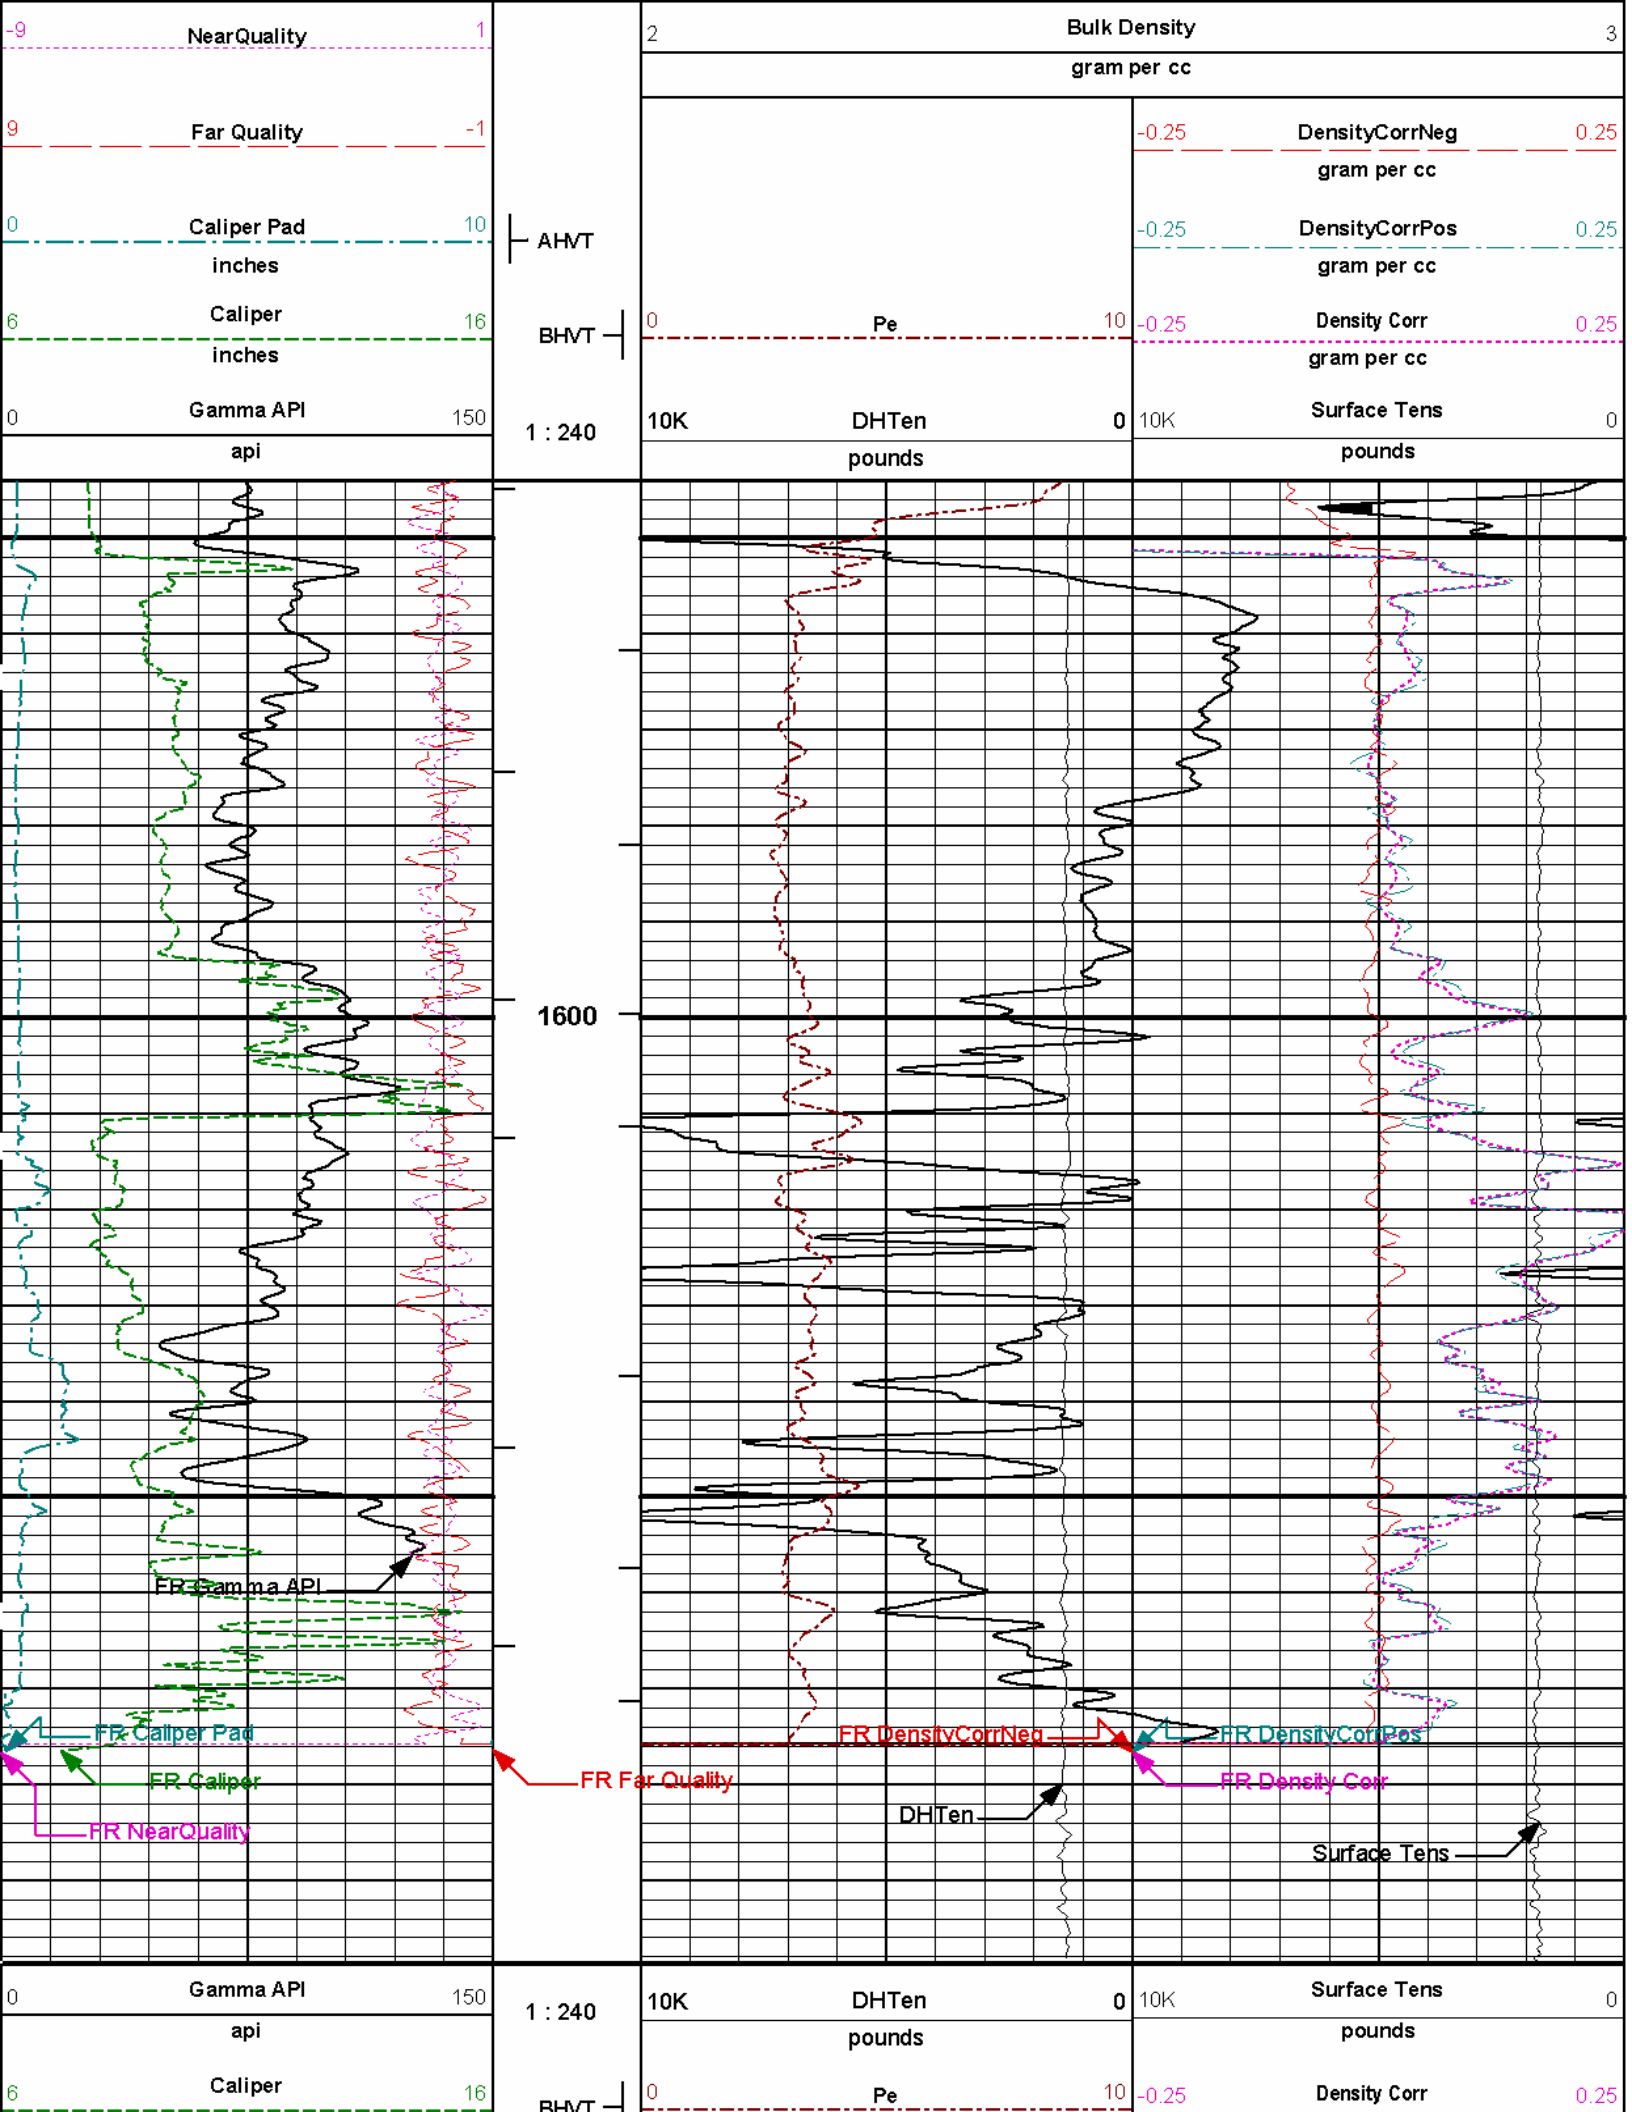 -9 NearQuality 1
9 Far Quality -1
0 Caliper Pad 10
inches
6 Caliper 16
inches
0 Gamma API 150
api
AHVT
BHVT
1 : 240
2 Bulk Density 3
gram per cc
0 Pe 10
10K DHTen 0
pounds
-0.25 DensityCorrNeg 0.25
gram per cc
-0.25 DensityCorrPos 0.25
gram per cc
-0.25 Density Corr 0.25
gram per cc
10K Surface Tens 0
pounds
1600
FR Gamma API
FR Caliper Pad
FR DensityCorrNeg
FR DensityCorrPos
FR Caliper
FR Far Quality
FR Density Corr
DHTen
FR NearQuality
Surface Tens
0 Gamma API 150
api
6 Caliper 16
1 : 240
BHVT
10K DHTen 0
pounds
0 Pe 10
10K Surface Tens 0
pounds
-0.25 Density Corr 0.25